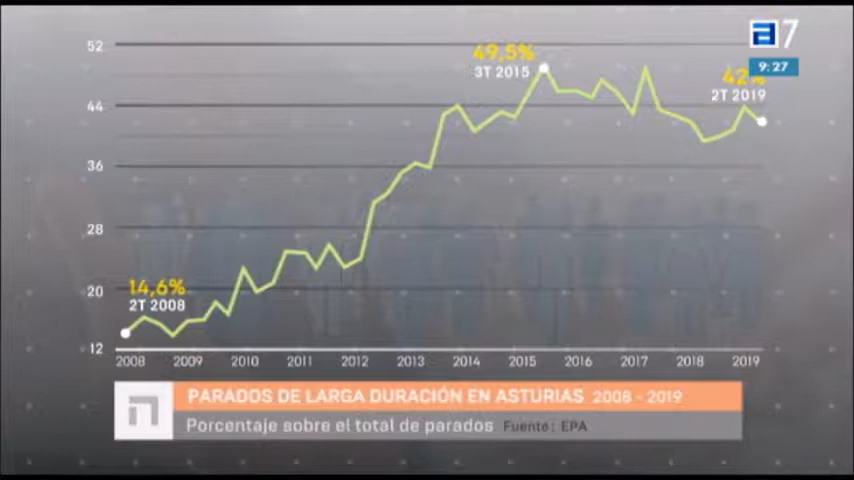 52
49,5%
3T 2015
7
9:27
42%
2T 2019
44
36
28
20
14,6%
2T 2008
12
2008 2009 2010 2011 2012 2013 2014 2015 2016 2017 2018 2019
PARADOS DE LARGA DURACIÓN EN ASTURIAS 2008 - 2019
Porcentaje sobre el total de parados Fuente: EPA